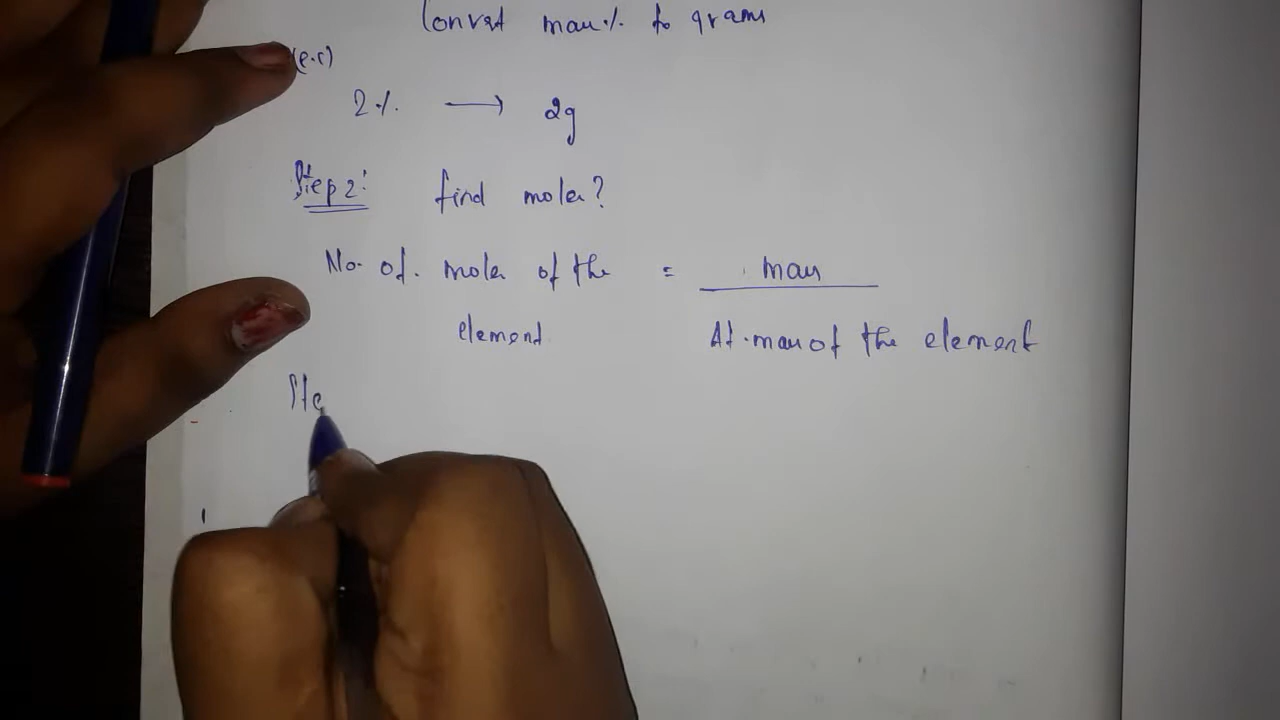 Convert mass% to grams
(e.c)
2% → 2g
Step 2: find moles?
No. of. moles of the element = mass / At.mass of the element
Ste